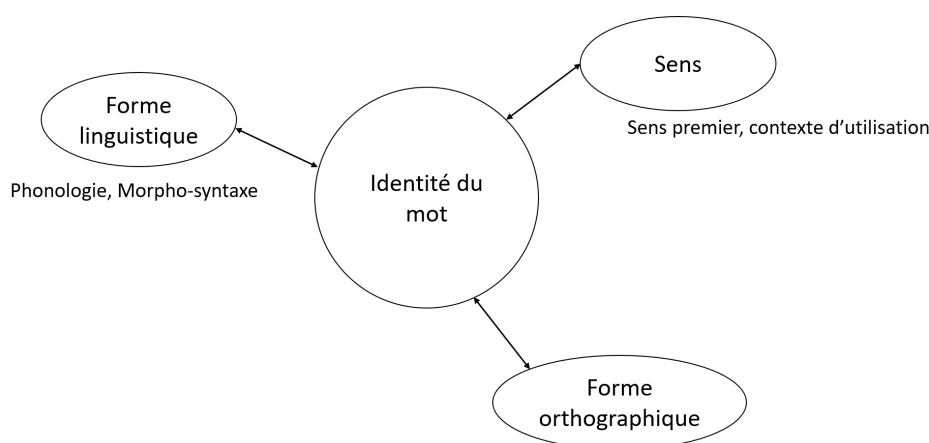 Sens
Sens premier, contexte d’utilisation
Forme
linguistique
Phonologie, Morpho-syntaxe
Identité du
mot
Forme
orthographique